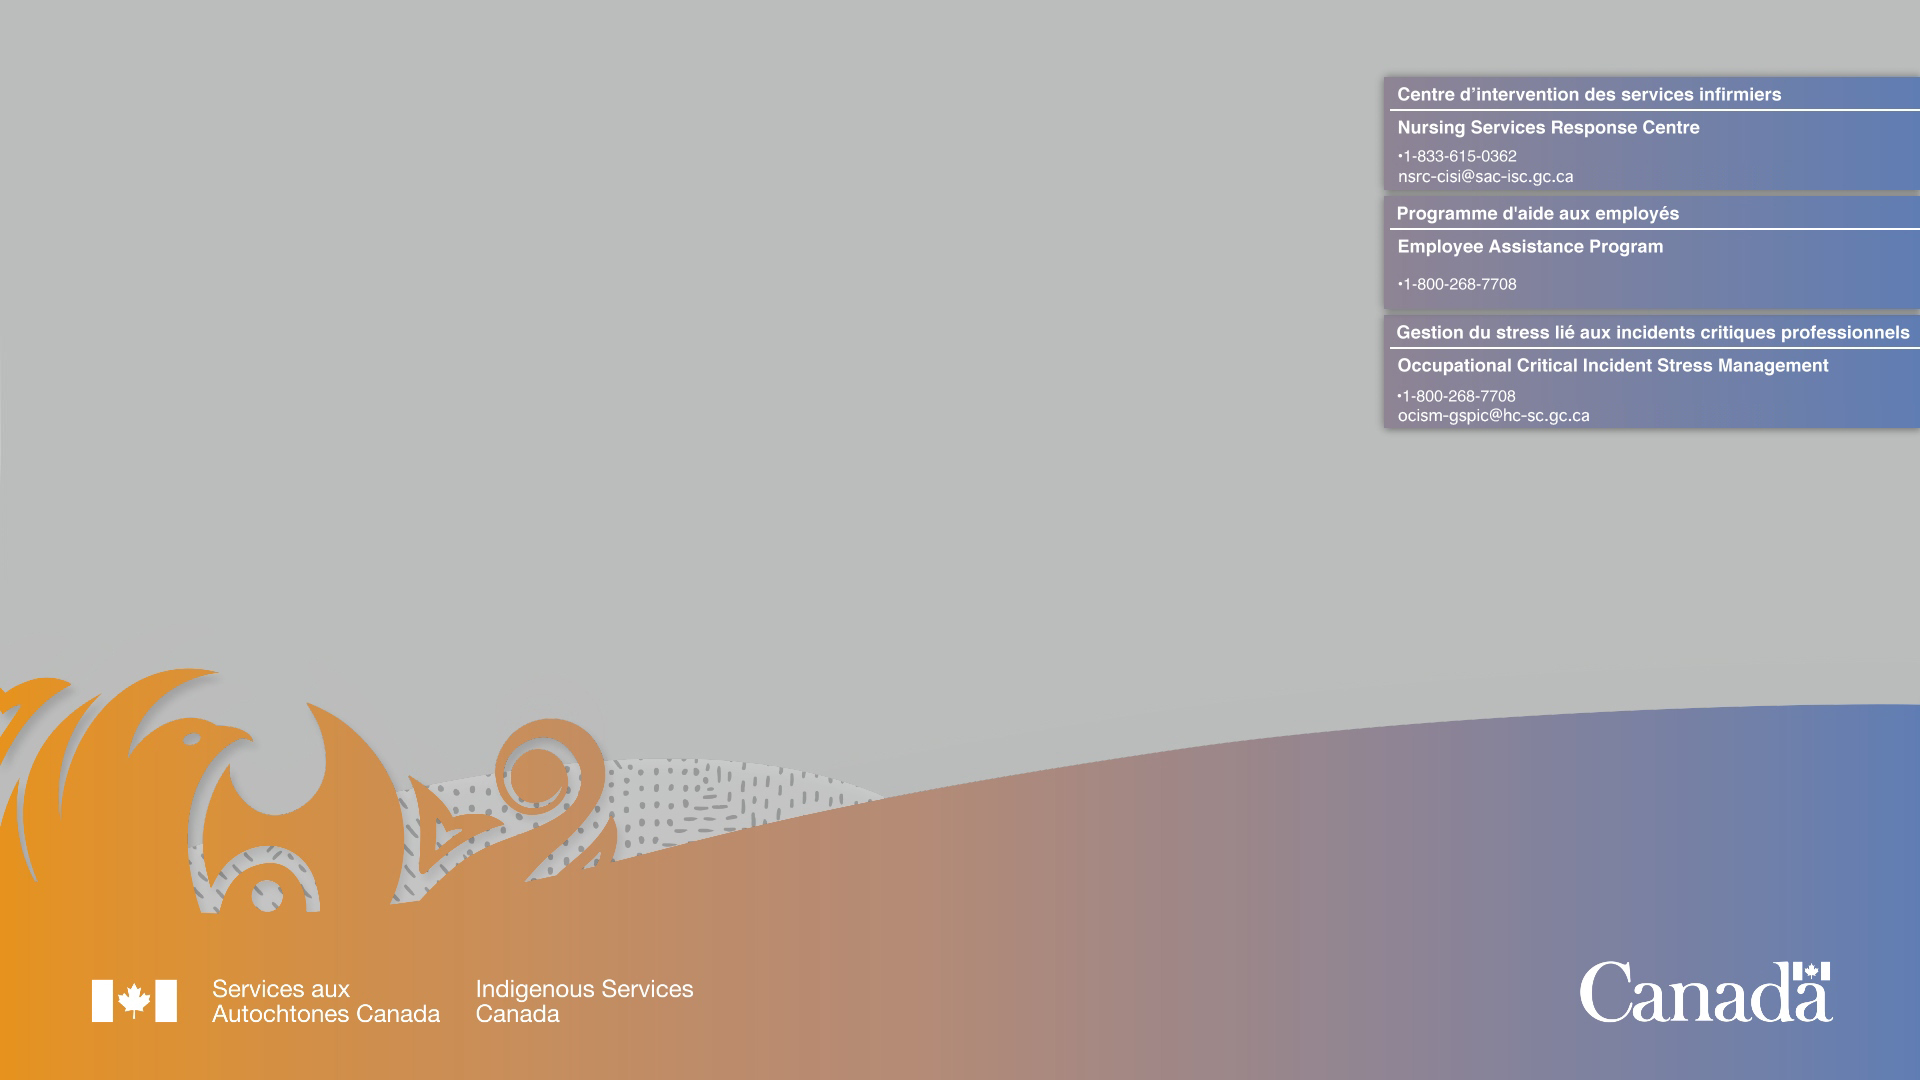 Centre d’intervention des services infirmiers
Nursing Services Response Centre
•1-833-615-0362
nsrc-cisi@sac-isc.gc.ca
Programme d'aide aux employés
Employee Assistance Program
•1-800-268-7708
Gestion du stress lié aux incidents critiques professionnels
Occupational Critical Incident Stress Management
•1-800-268-7708
ocism-gspic@hc-sc.gc.ca
Services aux
Autochtones Canada
Indigenous Services
Canada
Canada